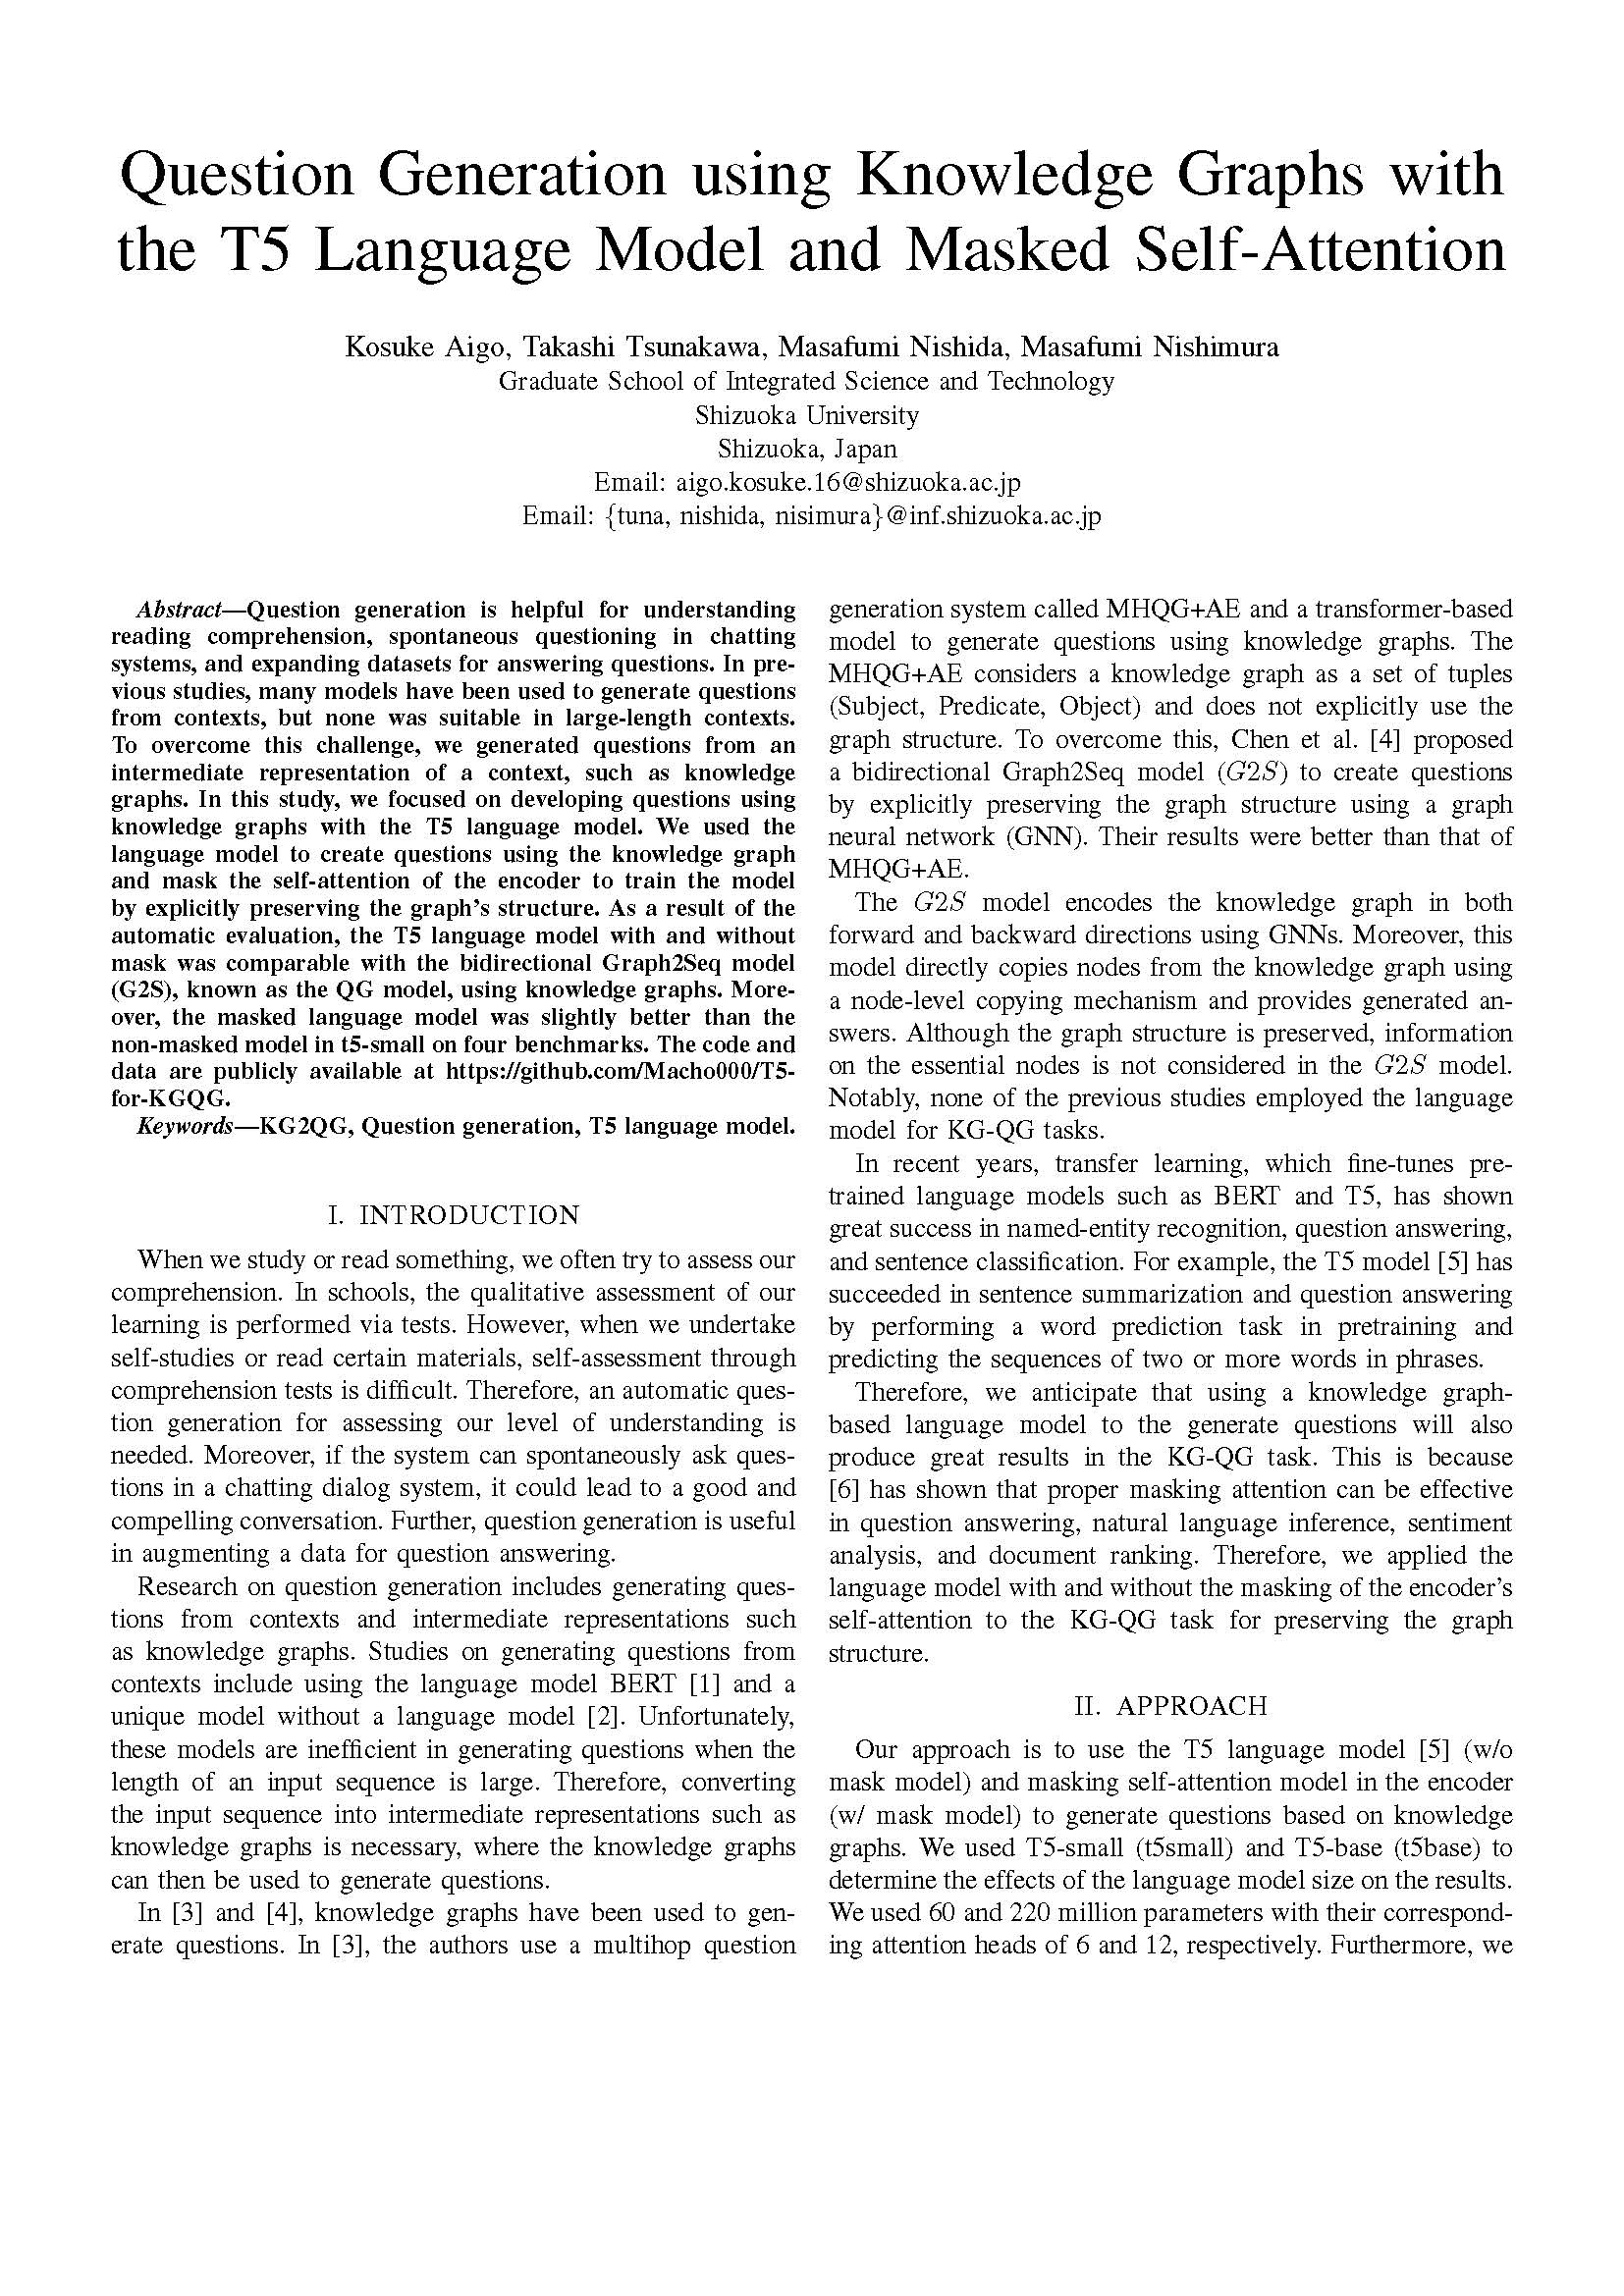 Question Generation using Knowledge Graphs with
the T5 Language Model and Masked Self-Attention
Kosuke Aigo, Takashi Tsunakawa, Masafumi Nishida, Masafumi Nishimura
Graduate School of Integrated Science and Technology
Shizuoka University
Shizuoka, Japan
Email: aigo.kosuke.16@shizuoka.ac.jp
Email: {tuna, nishida, nisimura}@inf.shizuoka.ac.jp
Abstract—Question generation is helpful for understanding
reading comprehension, spontaneous questioning in chatting
systems, and expanding datasets for answering questions. In pre-
vious studies, many models have been used to generate questions
from contexts, but none was suitable in large-length contexts.
To overcome this challenge, we generated questions from an
intermediate representation of a context, such as knowledge
graphs. In this study, we focused on developing questions using
knowledge graphs with the T5 language model. We used the
language model to create questions using the knowledge graph
and mask the self-attention of the encoder to train the model
by explicitly preserving the graph's structure. As a result of the
automatic evaluation, the T5 language model with and without
mask was comparable with the bidirectional Graph2Seq model
(G2S), known as the QG model, using knowledge graphs. More-
over, the masked language model was slightly better than the
non-masked model in t5-small on four benchmarks. The code and
data are publicly available at https://github.com/Macho000/T5-
for-KGQG.
Keywords—KG2QG, Question generation, T5 language model.
I. INTRODUCTION
When we study or read something, we often try to assess our
comprehension. In schools, the qualitative assessment of our
learning is performed via tests. However, when we undertake
self-studies or read certain materials, self-assessment through
comprehension tests is difficult. Therefore, an automatic ques-
tion generation for assessing our level of understanding is
needed. Moreover, if the system can spontaneously ask ques-
tions in a chatting dialog system, it could lead to a good and
compelling conversation. Further, question generation is useful
in augmenting a data for question answering.
Research on question generation includes generating ques-
tions from contexts and intermediate representations such
as knowledge graphs. Studies on generating questions from
contexts include using the language model BERT [1] and a
unique model without a language model [2]. Unfortunately,
these models are inefficient in generating questions when the
length of an input sequence is large. Therefore, converting
the input sequence into intermediate representations such as
knowledge graphs is necessary, where the knowledge graphs
can then be used to generate questions.
In [3] and [4], knowledge graphs have been used to gen-
erate questions. In [3], the authors use a multihop question
generation system called MHQG+AE and a transformer-based
model to generate questions using knowledge graphs. The
MHQG+AE considers a knowledge graph as a set of tuples
(Subject, Predicate, Object) and does not explicitly use the
graph structure. To overcome this, Chen et al. [4] proposed
a bidirectional Graph2Seq model (G2S) to create questions
by explicitly preserving the graph structure using a graph
neural network (GNN). Their results were better than that of
MHQG+AE.
The G2S model encodes the knowledge graph in both
forward and backward directions using GNNs. Moreover, this
model directly copies nodes from the knowledge graph using
a node-level copying mechanism and provides generated an-
swers. Although the graph structure is preserved, information
on the essential nodes is not considered in the G2S model.
Notably, none of the previous studies employed the language
model for KG-QG tasks.
In recent years, transfer learning, which fine-tunes pre-
trained language models such as BERT and T5, has shown
great success in named-entity recognition, question answering,
and sentence classification. For example, the T5 model [5] has
succeeded in sentence summarization and question answering
by performing a word prediction task in pretraining and
predicting the sequences of two or more words in phrases.
Therefore, we anticipate that using a knowledge graph-
based language model to the generate questions will also
produce great results in the KG-QG task. This is because
[6] has shown that proper masking attention can be effective
in question answering, natural language inference, sentiment
analysis, and document ranking. Therefore, we applied the
language model with and without the masking of the encoder's
self-attention to the KG-QG task for preserving the graph
structure.
II. APPROACH
Our approach is to use the T5 language model [5] (w/o
mask model) and masking self-attention model in the encoder
(w/ mask model) to generate questions based on knowledge
graphs. We used T5-small (t5small) and T5-base (t5base) to
determine the effects of the language model size on the results.
We used 60 and 220 million parameters with their correspond-
ing attention heads of 6 and 12, respectively. Furthermore, we